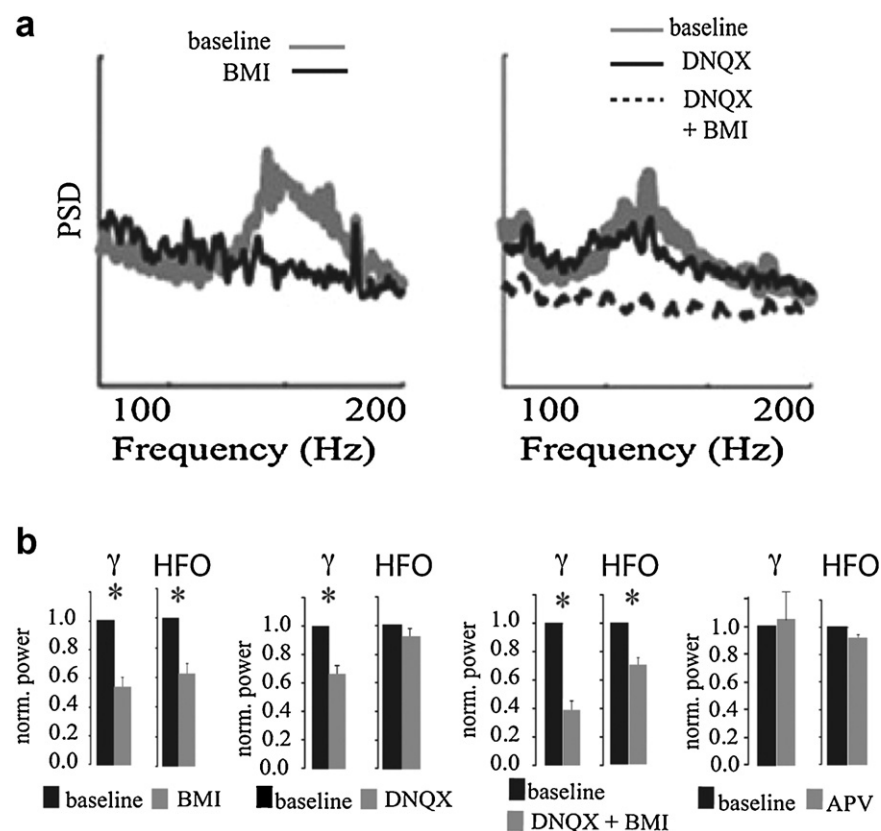 a
baseline
BMI
baseline
DNQX
DNQX
+ BMI
PSD
100 200
Frequency (Hz)
100 200
Frequency (Hz)
b
γ HFO
* *
norm. power
1.0
0.8
0.6
0.4
0.2
0.0
baseline BMI
γ HFO
*
norm. power
1.0
0.8
0.6
0.4
0.2
0.0
baseline DNQX
γ HFO
* *
norm. power
1.0
0.8
0.6
0.4
0.2
0.0
baseline
DNQX + BMI
γ HFO
norm. power
1.0
0.8
0.6
0.4
0.2
0.0
baseline APV